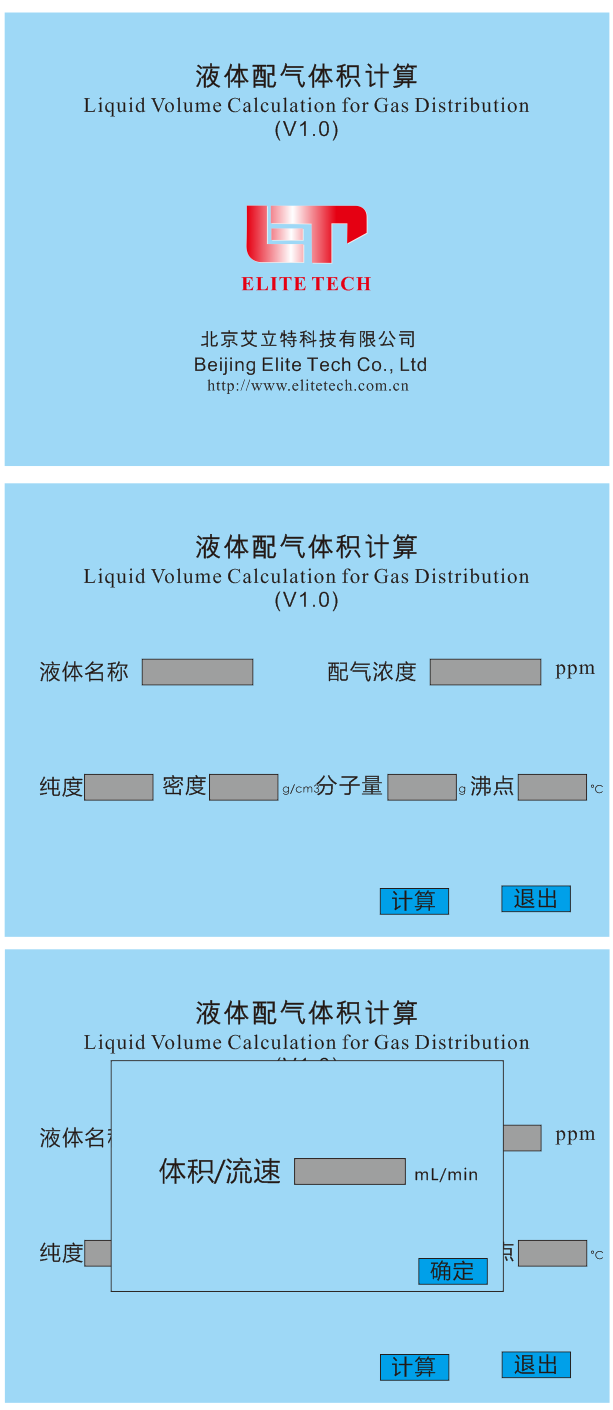 液体配气体积计算
Liquid Volume Calculation for Gas Distribution
(V1.0)
ELITE TECH
北京艾立特科技有限公司
Beijing Elite Tech Co., Ltd
http://www.elitetech.com.cn
液体配气体积计算
Liquid Volume Calculation for Gas Distribution
(V1.0)
液体名称 配气浓度 ppm
纯度 密度 g/cm3 分子量 g 沸点 °C
计算 退出
液体配气体积计算
Liquid Volume Calculation for Gas Distribution
液体名 ppm
体积/流速 mL/min
纯度 点 °C
确定
计算 退出